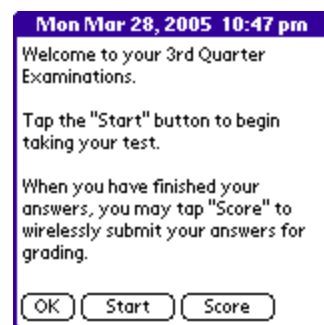 Mon Mar 28, 2005 10:47 pm
Welcome to your 3rd Quarter
Examinations.
Tap the "Start" button to begin
taking your test.
When you have finished your
answers, you may tap "Score" to
wirelessly submit your answers for
grading.
OK Start Score